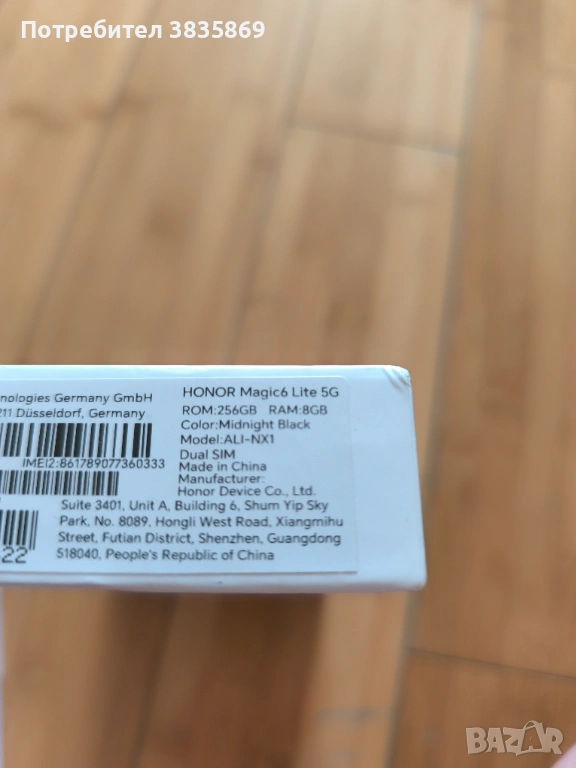 Потребител 3835869
nologies Germany GmbH
211 Düsseldorf, Germany
IMEI2:861789077360333
22
HONOR Magic6 Lite 5G
ROM:256GB RAM:8GB
Color:Midnight Black
Model:ALI-NX1
Dual SIM
Made in China
Manufacturer:
Honor Device Co., Ltd.
Suite 3401, Unit A, Building 6, Shum Yip Sky
Park, No. 8089, Hongli West Road, Xiangmihu
Street, Futian District, Shenzhen, Guangdong
518040, People's Republic of China
BAZAR